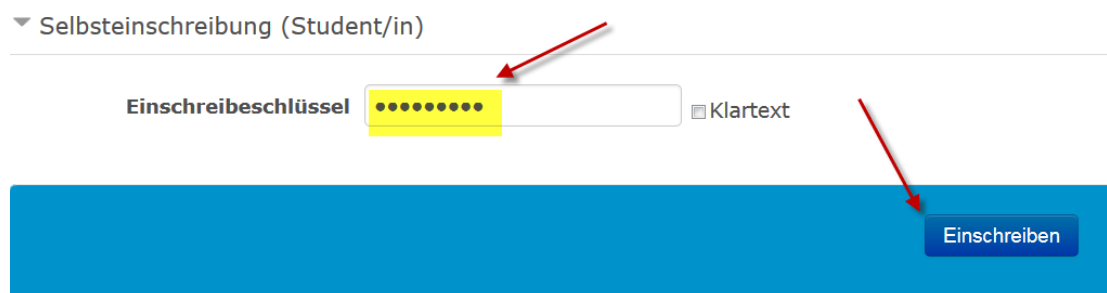 Selbsteinschreibung (Student/in)
Einschreibeschlüssel ●●●●●●●●● Klartext
Einschreiben